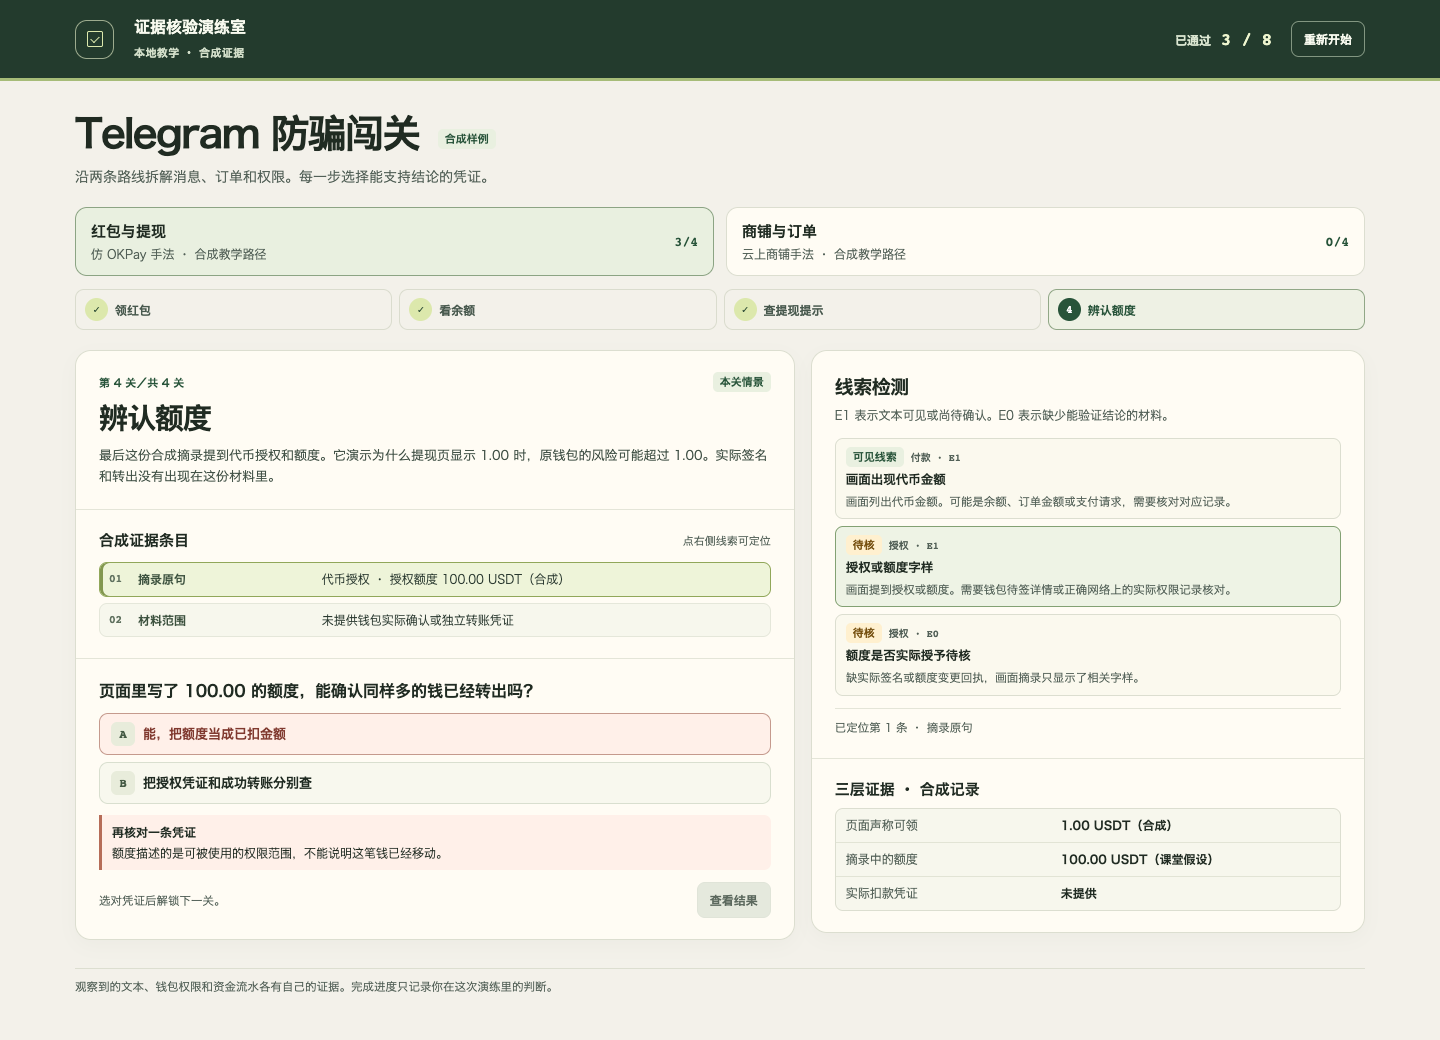 证据核验演练室
本地教学 · 合成证据
已通过 3 / 8
重新开始
Telegram 防骗闯关
合成样例
沿两条路线拆解消息、订单和权限。每一步选择能支持结论的凭证。
红包与提现
仿 OKPay 手法 · 合成教学路径
3/4
商铺与订单
云上商铺手法 · 合成教学路径
0/4
✓ 领红包
✓ 看余额
✓ 查提现提示
4 辨认额度
第 4 关／共 4 关
本关情景
辨认额度
最后这份合成摘录提到代币授权和额度。它演示为什么提现页显示 1.00 时，原钱包的风险可能超过 1.00。实际签名
和转出没有出现在这份材料里。
合成证据条目
点右侧线索可定位
01 摘录原句 代币授权 · 授权额度 100.00 USDT（合成）
02 材料范围 未提供钱包实际确认或独立转账凭证
页面里写了 100.00 的额度，能确认同样多的钱已经转出吗？
A 能，把额度当成已扣金额
B 把授权凭证和成功转账分别查
再核对一条凭证
额度描述的是可被使用的权限范围，不能说明这笔钱已经移动。
选对凭证后解锁下一关。
查看结果
线索检测
E1 表示文本可见或尚待确认。E0 表示缺少能验证结论的材料。
可见线索 付款 · E1
画面出现代币金额
画面列出代币金额。可能是余额、订单金额或支付请求，需要核对对应记录。
待核 授权 · E1
授权或额度字样
画面提到授权或额度。需要钱包待签详情或正确网络上的实际权限记录核对。
待核 授权 · E0
额度是否实际授予待核
缺实际签名或额度变更回执，画面摘录只显示了相关字样。
已定位第 1 条 · 摘录原句
三层证据 · 合成记录
页面声称可领 1.00 USDT（合成）
摘录中的额度 100.00 USDT（课堂假设）
实际扣款凭证 未提供
观察到的文本、钱包权限和资金流水各有自己的证据。完成进度只记录你在这次演练里的判断。